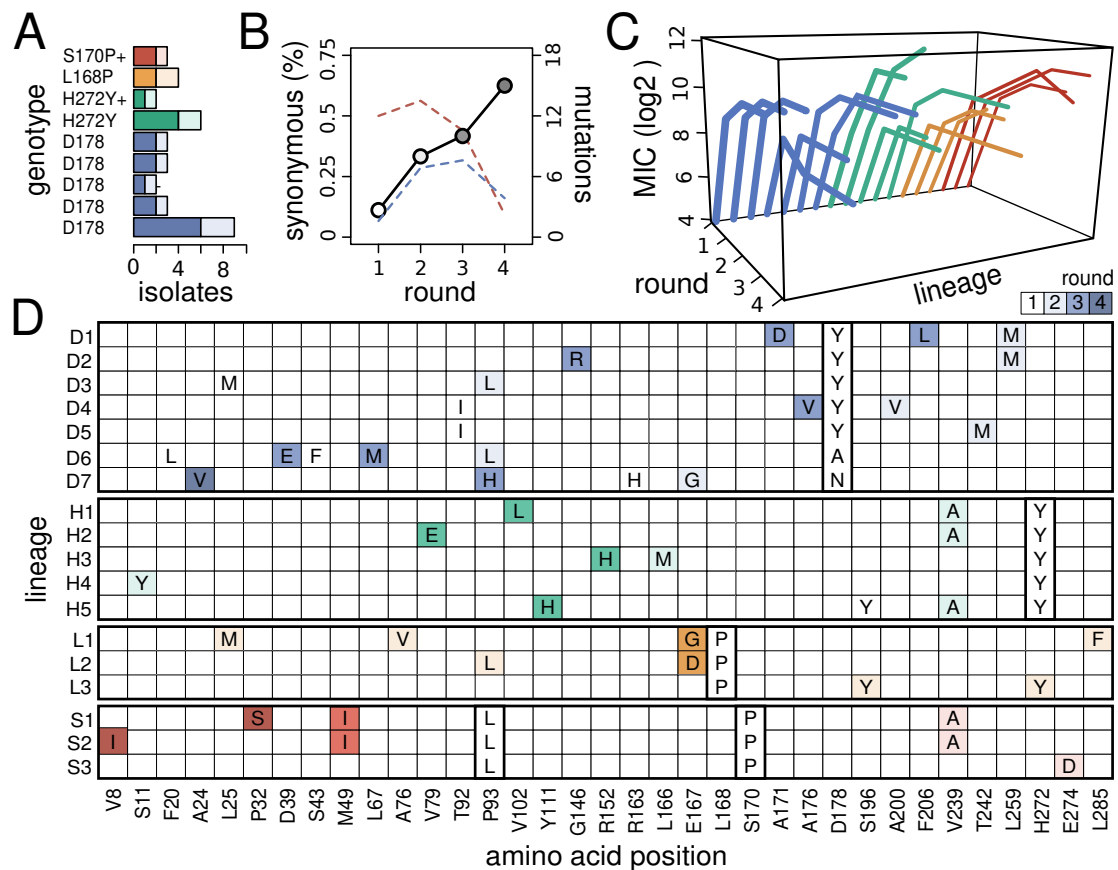 A
genotype
S170P+
L168P
H272Y+
H272Y
D178
D178
D178
D178
D178
0 4 8
isolates
B
synonymous (%)
0 0.25 0.5 0.75
0 6 12 18
mutations
1 2 3 4
round
C
MIC (log2 )
12
10
8
6
4
1
2
3
4
round
lineage
round
1 2 3 4
D
lineage
D1 D Y L M
D2 R Y M
D3 M L Y
D4 I V Y V
D5 I Y M
D6 L E F M L A
D7 V H H G N
H1 L A Y
H2 E A Y
H3 H M Y
H4 Y Y
H5 H Y A Y
L1 M V G P F
L2 L D P
L3 P Y Y
S1 S I L P A
S2 I I L P A
S3 L P D
V8 S11 F20 A24 L25 P32 D39 S43 M49 L67 A76 V79 T92 P93 V102 Y111 G146 R152 R163 L166 E167 L168 S170 A171 A176 D178 S196 A200 F206 V239 T242 L259 H272 E274 L285
amino acid position